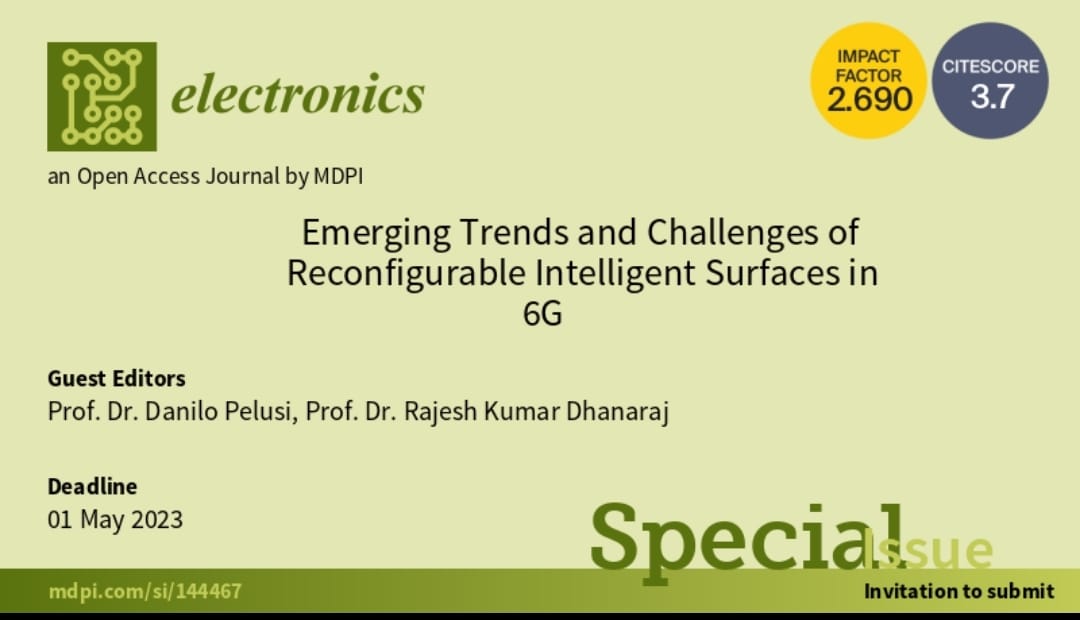 electronics
IMPACT
FACTOR
2.690
CITESCORE
3.7
an Open Access Journal by MDPI
Emerging Trends and Challenges of
Reconfigurable Intelligent Surfaces in
6G
Guest Editors
Prof. Dr. Danilo Pelusi, Prof. Dr. Rajesh Kumar Dhanaraj
Deadline
01 May 2023
Special
Issue
mdpi.com/si/144467
Invitation to submit